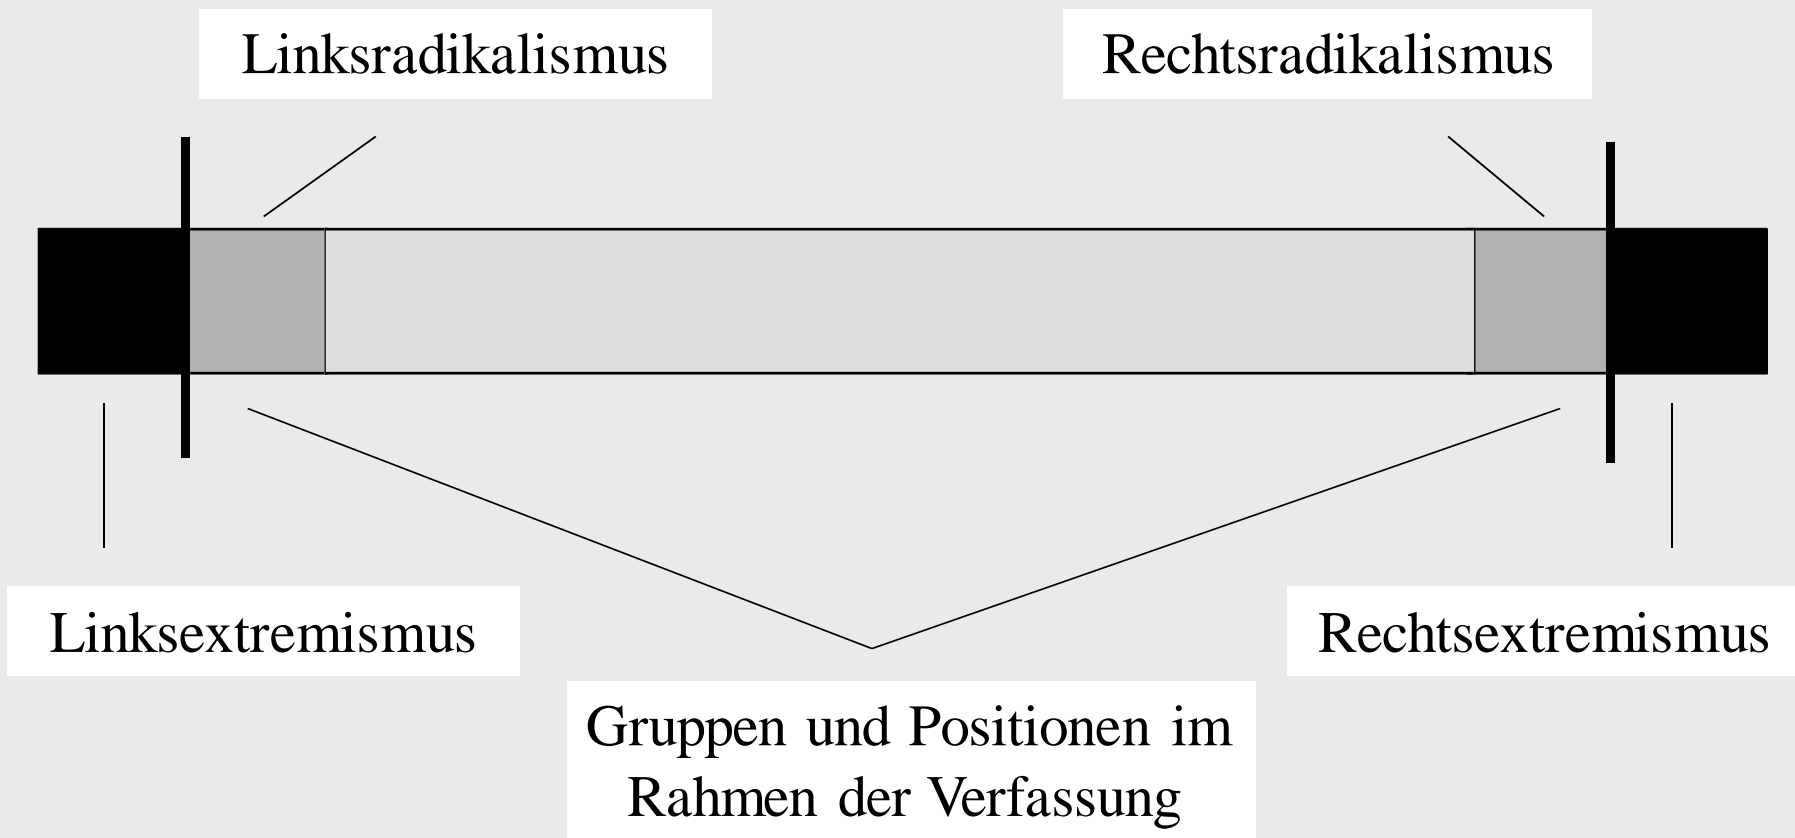 Linksradikalismus
Rechtsradikalismus
Linksextremismus
Rechtsextremismus
Gruppen und Positionen im
Rahmen der Verfassung